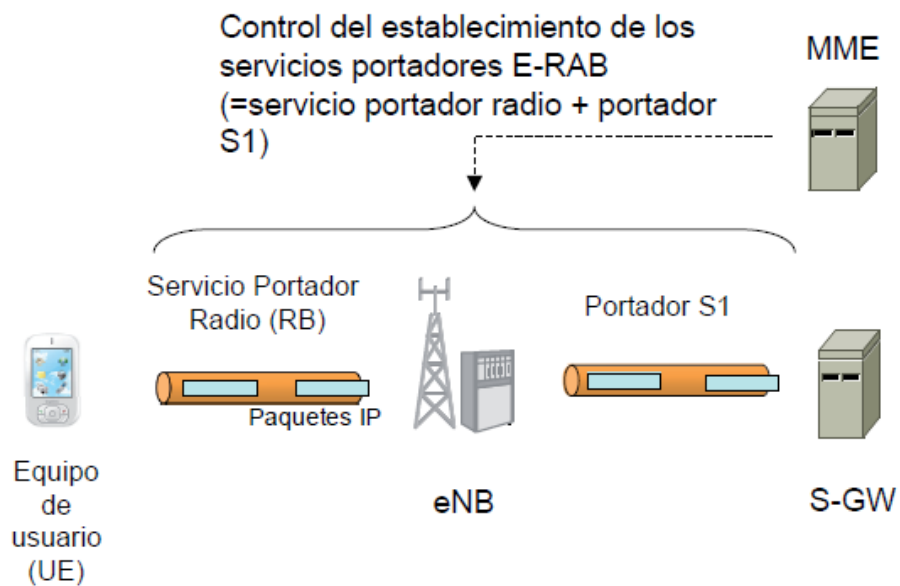 Control del establecimiento de los
servicios portadores E-RAB
(=servicio portador radio + portador
S1)
MME
Servicio Portador
Radio (RB)
Portador S1
Paquetes IP
Equipo
de
usuario
(UE)
eNB
S-GW